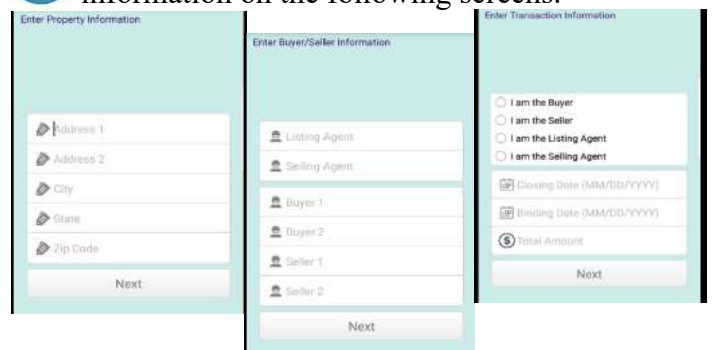 information on the following screens.
Enter Property Information
Address 1
Address 2
City
State
Zip Code
Next
Enter Buyer/Seller Information
Listing Agent
Selling Agent
Buyer 1
Buyer 2
Seller 1
Seller 2
Next
Enter Transaction Information
I am the Buyer
I am the Seller
I am the Listing Agent
I am the Selling Agent
Closing Date (MM/DD/YYYY)
Binding Date (MM/DD/YYYY)
Total Amount
Next